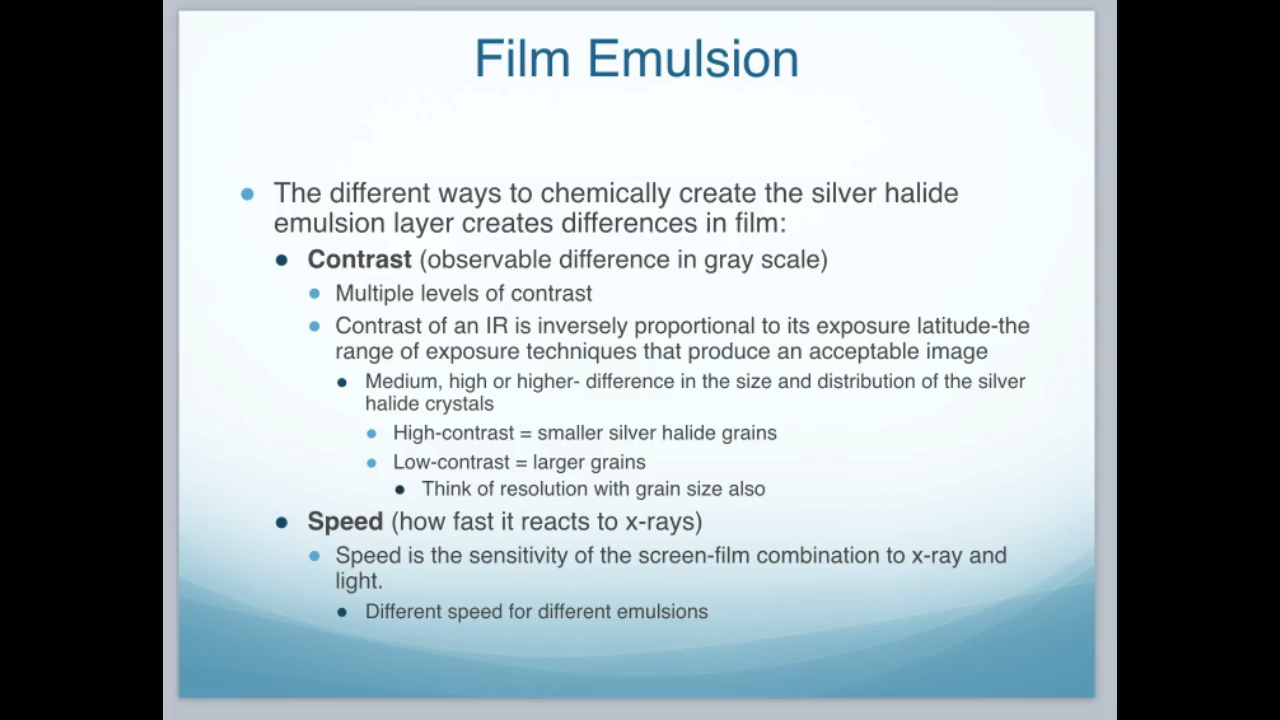 Film Emulsion
The different ways to chemically create the silver halide
emulsion layer creates differences in film:
Contrast (observable difference in gray scale)
Multiple levels of contrast
Contrast of an IR is inversely proportional to its exposure latitude-the
range of exposure techniques that produce an acceptable image
Medium, high or higher- difference in the size and distribution of the silver
halide crystals
High-contrast = smaller silver halide grains
Low-contrast = larger grains
Think of resolution with grain size also
Speed (how fast it reacts to x-rays)
Speed is the sensitivity of the screen-film combination to x-ray and
light.
Different speed for different emulsions